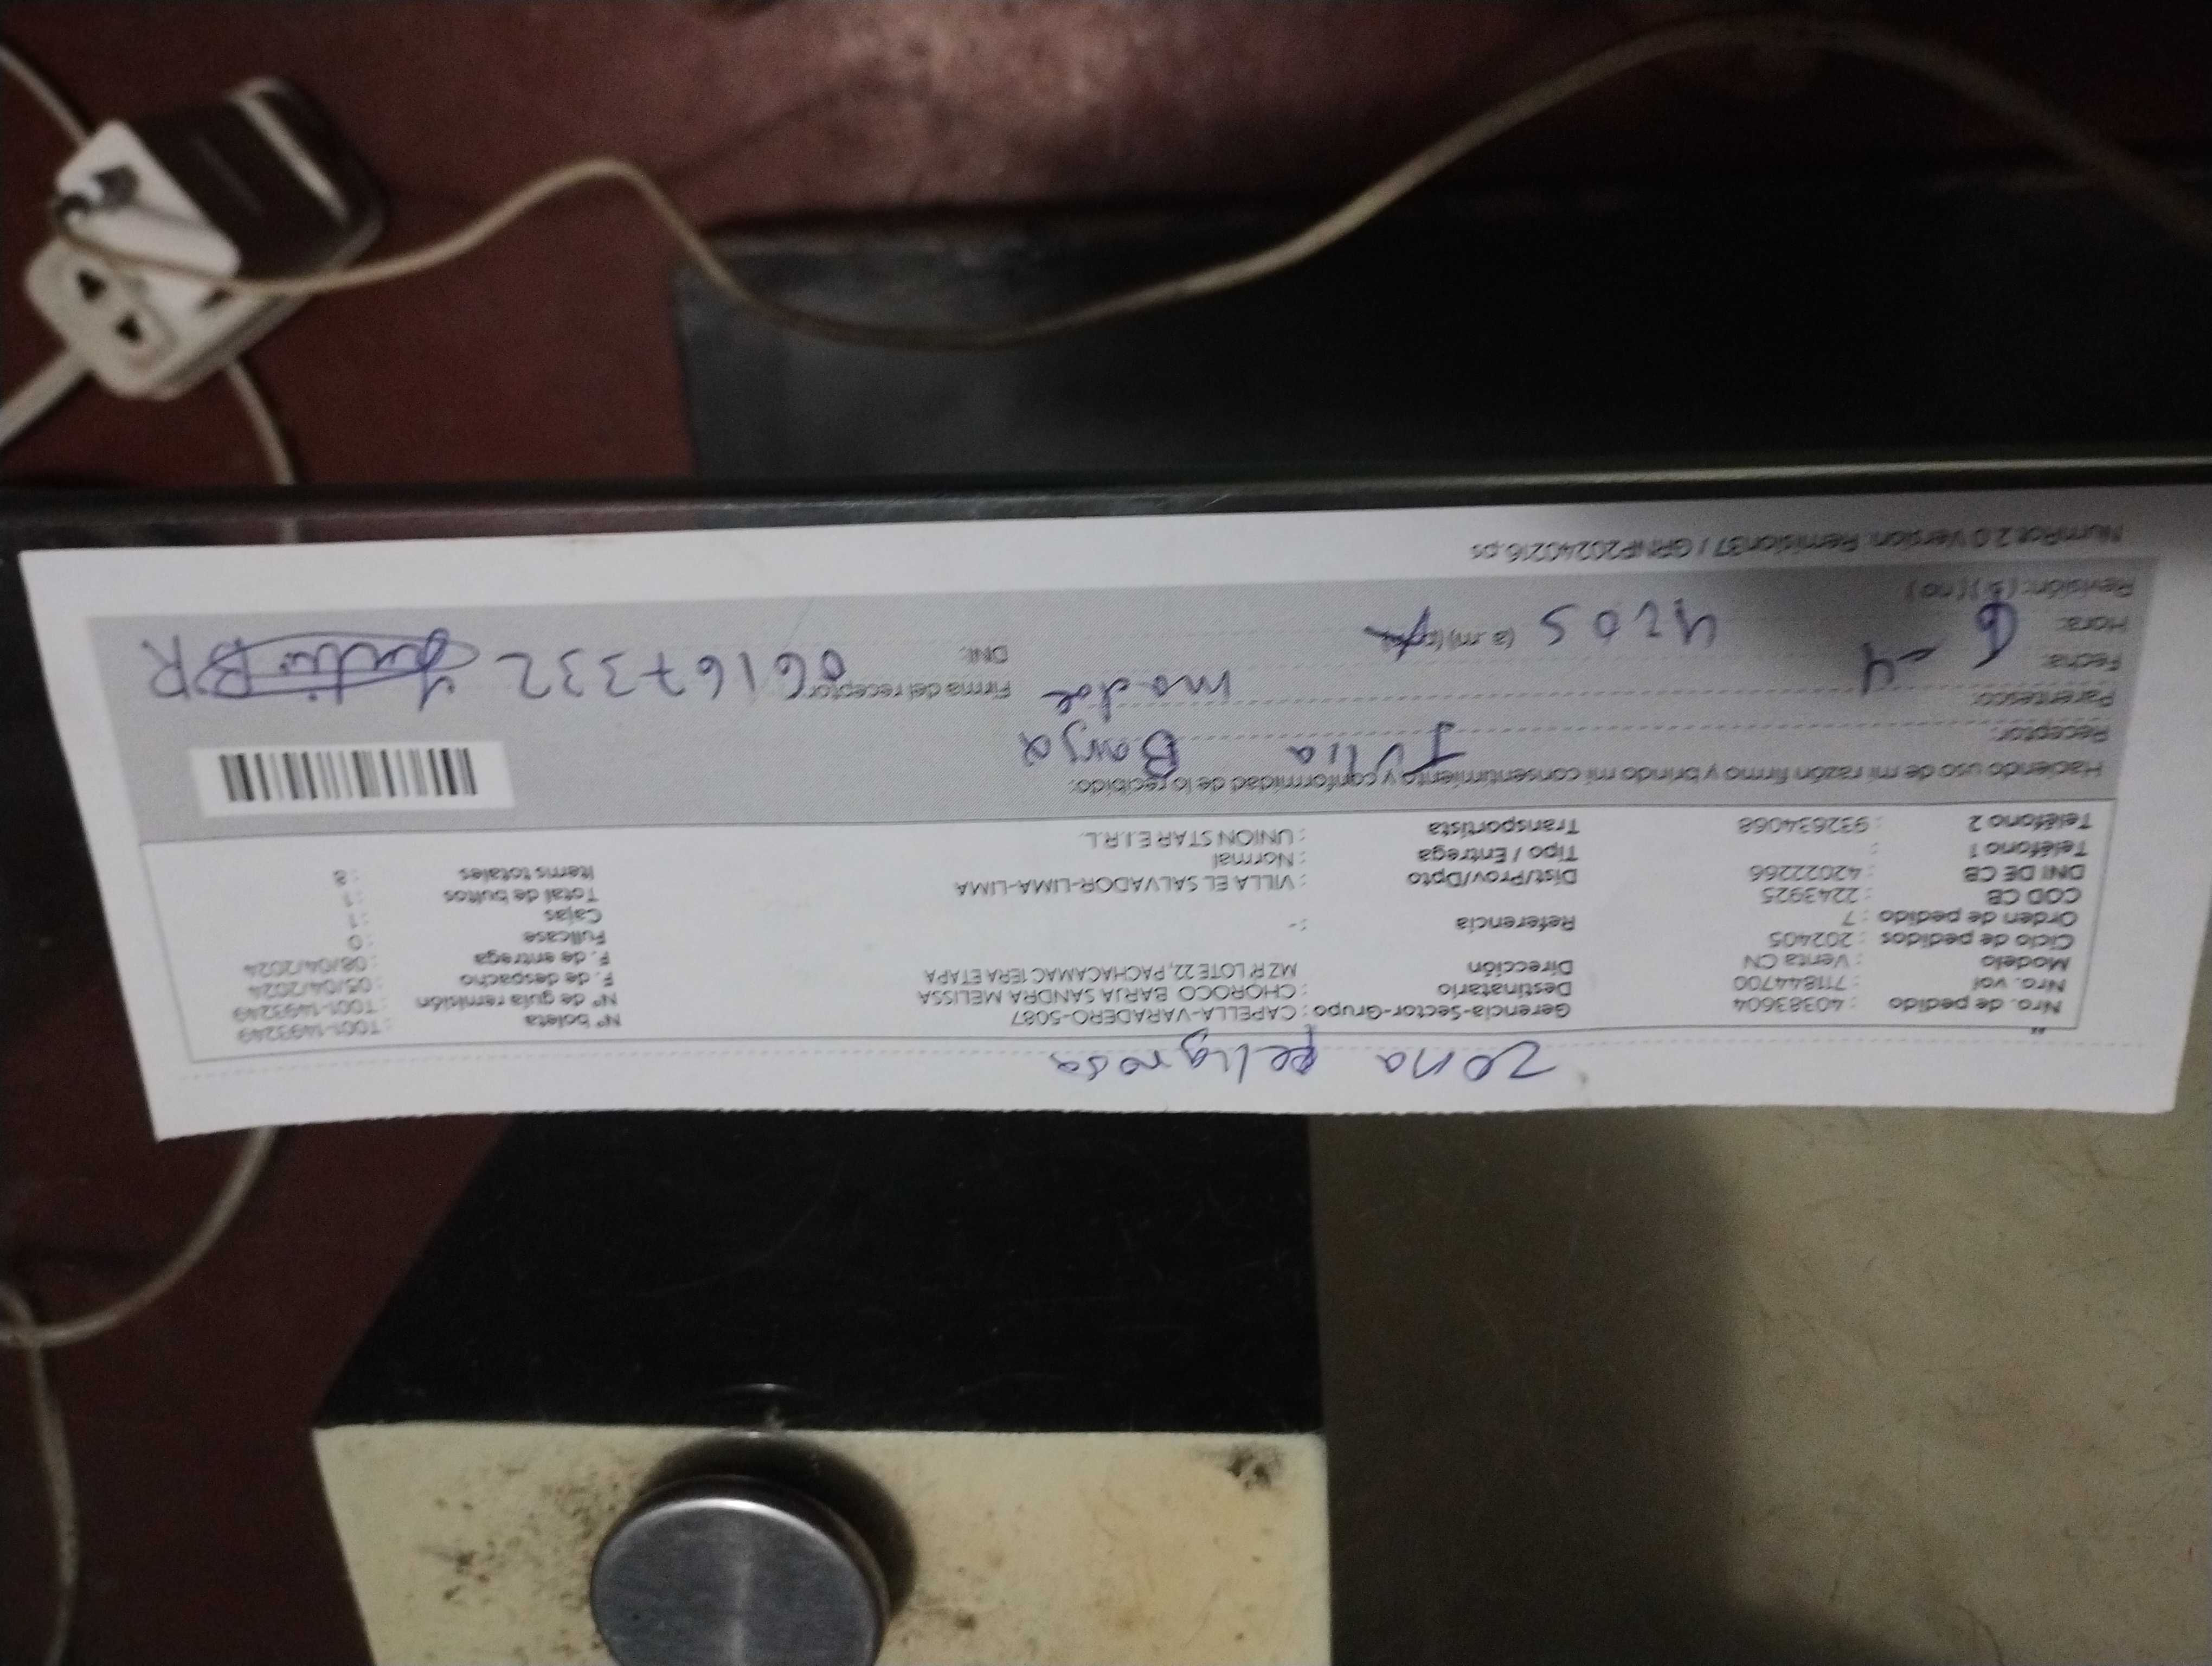 zona peligrosa
**
Nro. de pedido : 40383604 Gerencia-Sector-Grupo : CAPELLA-VARADERO-5087 Nº boleta : T001-1493249
Nro. vol : 711844700 Destinatario : CHOROCO BARJA SANDRA MELISSA Nº de guía remisión : T001-1493249
Modelo : Venta CN Dirección MZ R LOTE 22, PACHACAMAC 1ERA ETAPA F. de despacho : 05/04/2024
Ciclo de pedidos : 202405 F. de entrega : 08/04/2024
Orden de pedido : 7 Referencia : - Fullcase : 0
COD CB : 2243925 Cajas : 1
DNI DE CB : 42022266 Dist/Prov/Dpto : VILLA EL SALVADOR-LIMA-LIMA Total de bultos : 1
Teléfono 1 : Tipo / Entrega : Normal Items totales : 8
Teléfono 2 : 932634068 Transportista : UNION STAR E.I.R.L.
Haciendo uso de mi razón firmo y brindo mi consentimiento y conformidad de lo recibido:
Receptor: Julia Barja
Parentesco: madre Firma del receptor:
Fecha: 6-4 DNI: 06167332
Hora: 4:05 (a.m) (p.m) BR
Revisión: (si) (no)
NumRot 2.0 Version: Remision37 / GRNP20240216.ps